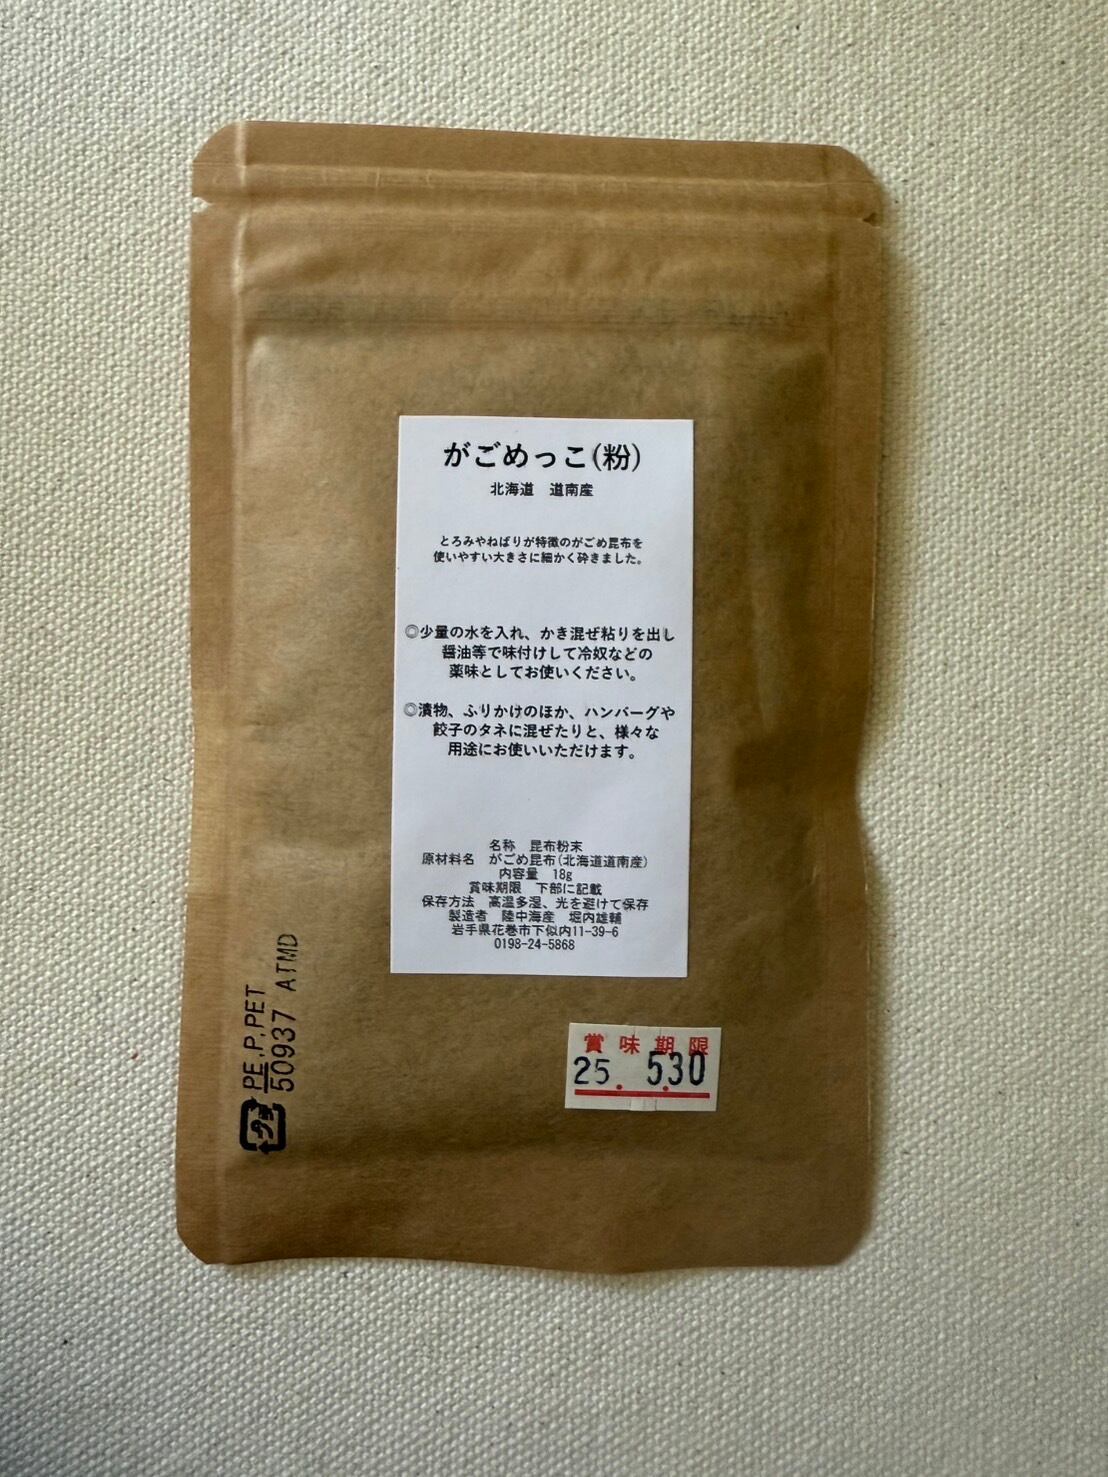 がごめっこ(粉)
北海道　道南産
とろみやねばりが特徴のがごめ昆布を
使いやすい大きさに細かく砕きました。
◎少量の水を入れ、かき混ぜ粘りを出し
醤油等で味付けして冷奴などの
薬味としてお使いください。
◎漬物、ふりかけのほか、ハンバーグや
餃子のタネに混ぜたりと、様々な
用途にお使いいただけます。
名称　昆布粉末
原材料名　がごめ昆布(北海道道南産)
内容量　18g
賞味期限　下部に記載
保存方法　高温多湿、光を避けて保存
製造者　陸中海産　堀内雄輔
岩手県花巻市下似内11-39-6
0198-24-5868
賞味期限
25. 5.30
プラ
PE,P,PET
50937 ATMD